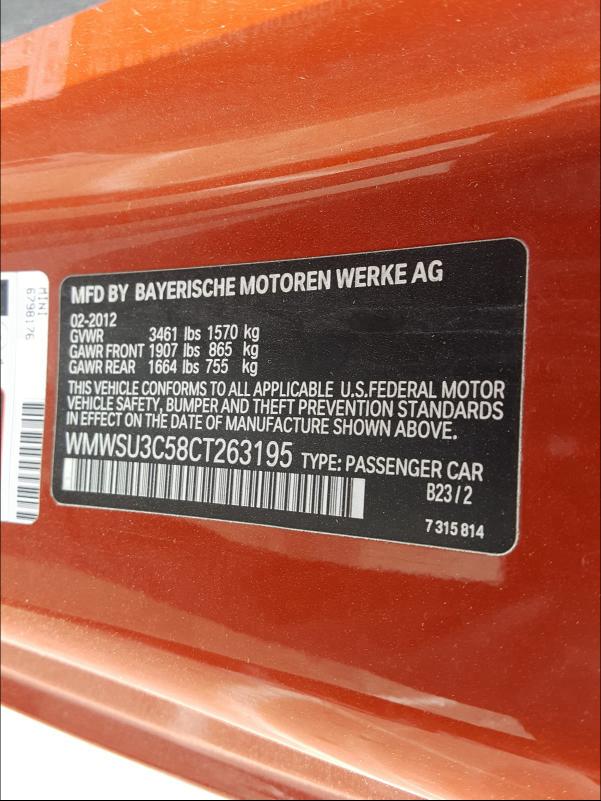 MFD BY BAYERISCHE MOTOREN WERKE AG
02-2012
GVWR 3461 lbs 1570 kg
GAWR FRONT 1907 lbs 865 kg
GAWR REAR 1664 lbs 755 kg
THIS VEHICLE CONFORMS TO ALL APPLICABLE U.S.FEDERAL MOTOR
VEHICLE SAFETY, BUMPER AND THEFT PREVENTION STANDARDS
IN EFFECT ON THE DATE OF MANUFACTURE SHOWN ABOVE.
WMWSU3C58CT263195 TYPE: PASSENGER CAR
B23/2
7 315 814
MINI
6798176